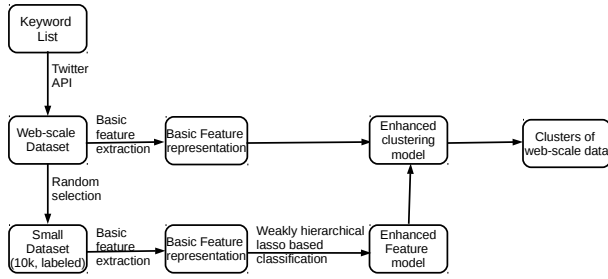 Keyword
List
Twitter
API
Web-scale
Dataset
Basic
feature
extraction
Basic Feature
representation
Enhanced
clustering
model
Clusters of
web-scale data
Random
selection
Small
Dataset
(10k, labeled)
Basic
feature
extraction
Basic Feature
representation
Weakly hierarchical
lasso based
classification
Enhanced
Feature model